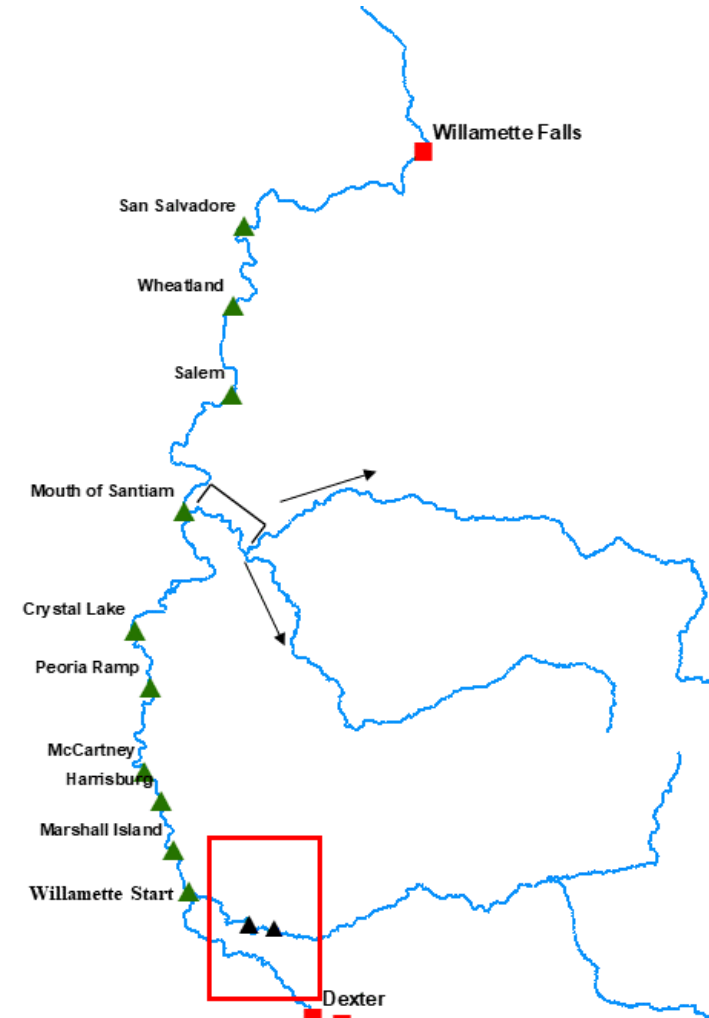 Willamette Falls
San Salvadore
Wheatland
Salem
Mouth of Santiam
Crystal Lake
Peoria Ramp
McCartney
Harrisburg
Marshall Island
Willamette Start
Dexter